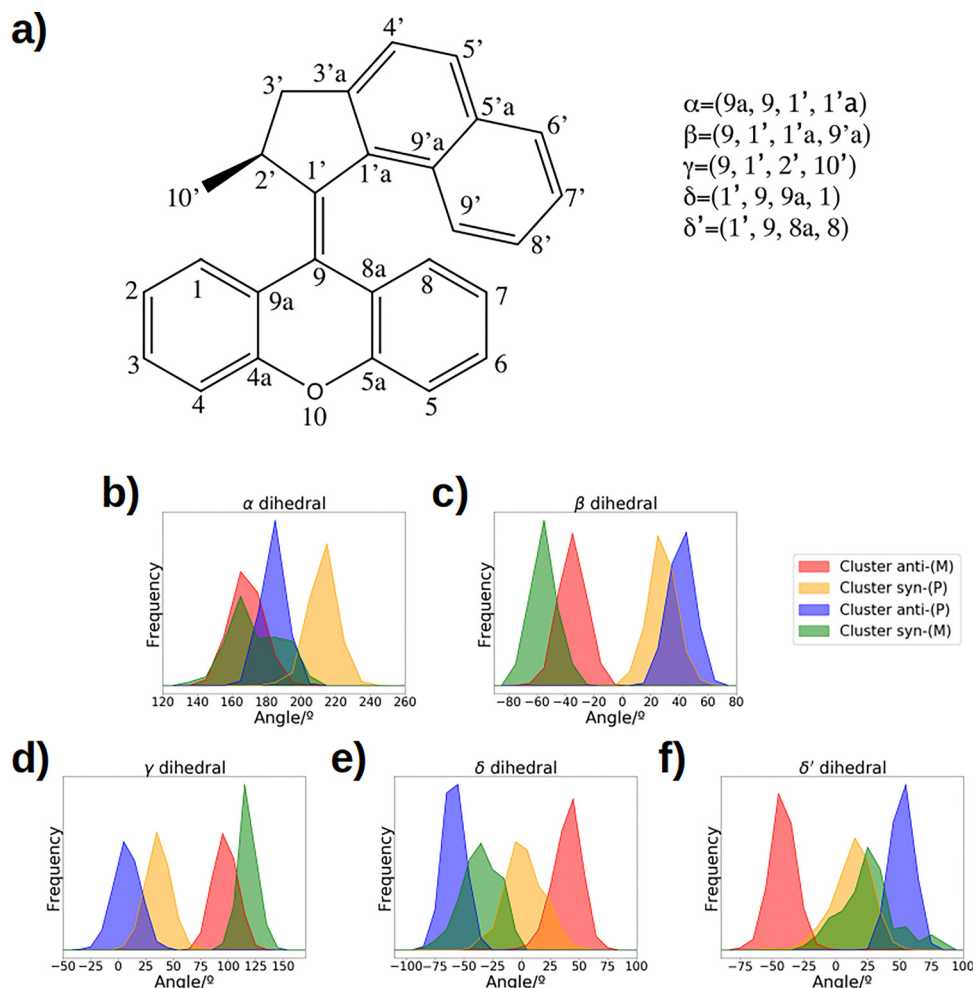 a)
4'
3'
3'a
5'
5'a
6'
9'a
1'
1'a
2'
10'
9'
7'
8'
9
8a
1
8
2
9a
7
3
4a
5a
6
4
O
10
5
α=(9a, 9, 1', 1'a)
β=(9, 1', 1'a, 9'a)
γ=(9, 1', 2', 10')
δ=(1', 9, 9a, 1)
δ'=(1', 9, 8a, 8)
b)
α dihedral
Frequency
120 140 160 180 200 220 240 260
Angle/º
c)
β dihedral
Frequency
−80 −60 −40 −20 0 20 40 60 80
Angle/º
Cluster anti-(M)
Cluster syn-(P)
Cluster anti-(P)
Cluster syn-(M)
d)
γ dihedral
Frequency
−50 −25 0 25 50 75 100 125 150
Angle/º
e)
δ dihedral
Frequency
−100 −75 −50 −25 0 25 50 75 100
Angle/º
f)
δ′ dihedral
Frequency
−75 −50 −25 0 25 50 75 100
Angle/º